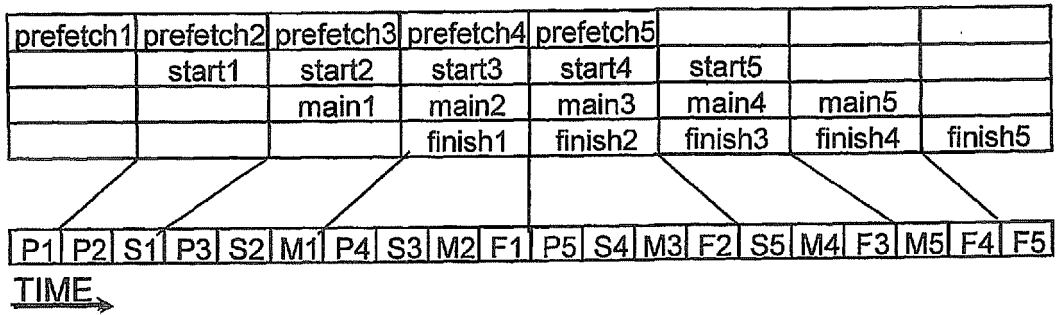 prefetch1 prefetch2 prefetch3 prefetch4 prefetch5
start1 start2 start3 start4 start5
main1 main2 main3 main4 main5
finish1 finish2 finish3 finish4 finish5
P1 P2 S1 P3 S2 M1 P4 S3 M2 F1 P5 S4 M3 F2 S5 M4 F3 M5 F4 F5
TIME